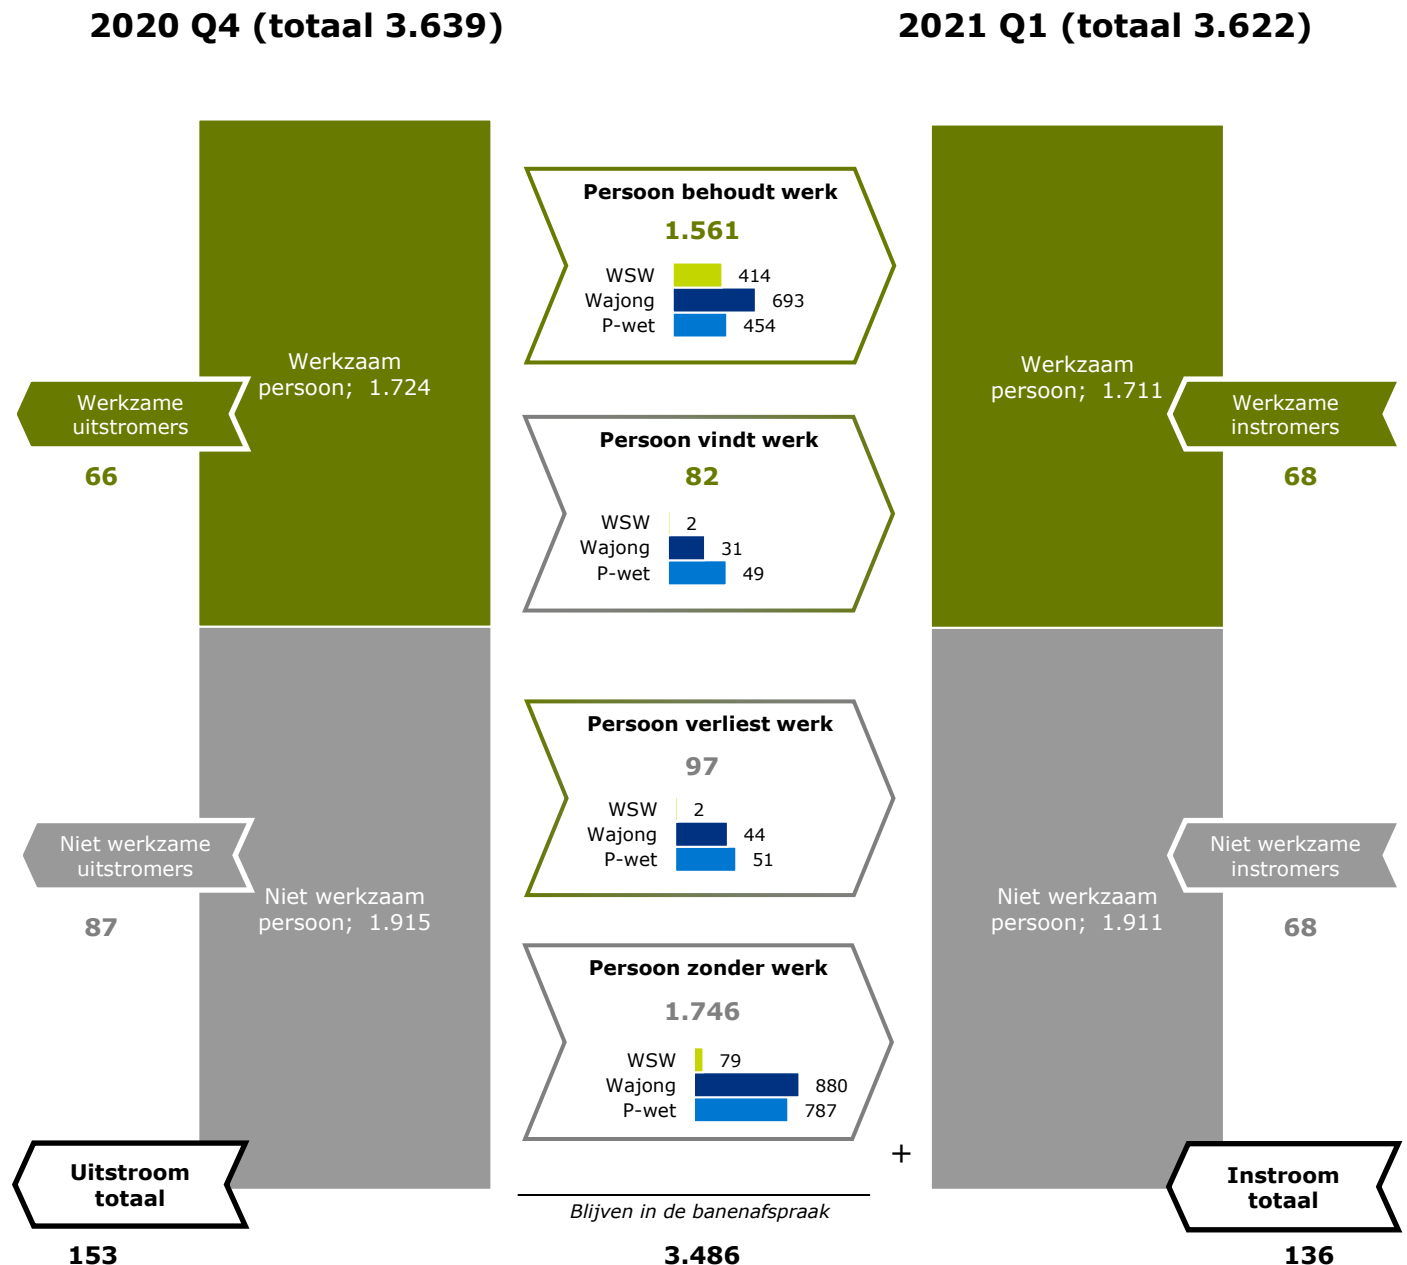 2020 Q4 (totaal 3.639)
2021 Q1 (totaal 3.622)
Werkzaam
persoon;  1.724
Werkzame
uitstromers
66
Niet werkzame
uitstromers
87
Niet werkzaam
persoon;  1.915
Uitstroom
totaal
153
Persoon behoudt werk
1.561
WSW 414
Wajong 693
P-wet 454
Persoon vindt werk
82
WSW 2
Wajong 31
P-wet 49
Persoon verliest werk
97
WSW 2
Wajong 44
P-wet 51
Persoon zonder werk
1.746
WSW 79
Wajong 880
P-wet 787
+
Blijven in de banenafspraak
3.486
Werkzaam
persoon;  1.711
Werkzame
instromers
68
Niet werkzaam
persoon;  1.911
Niet werkzame
instromers
68
Instroom
totaal
136